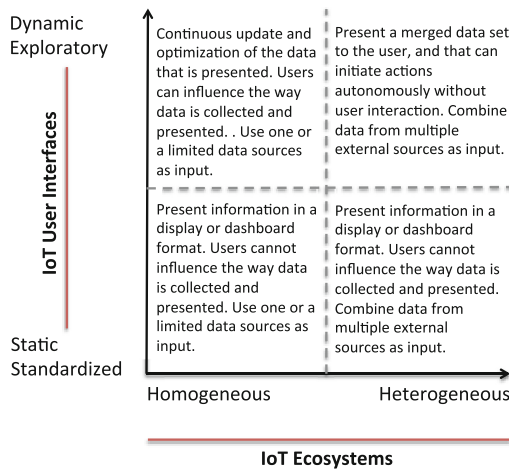 Dynamic
Exploratory
Continuous update and
optimization of the data
that is presented. Users
can influence the way
data is collected and
presented. . Use one or
a limited data sources
as input.
Present a merged data set
to the user, and that can
initiate actions
autonomously without
user interaction. Combine
data from multiple
external sources as input.
IoT User Interfaces
Present information in a
display or dashboard
format. Users cannot
influence the way data
is collected and
presented. Use one or a
limited data sources as
input.
Present information in a
display or dashboard
format. Users cannot
influence the way data is
collected and presented.
Combine data from
multiple external
sources as input.
Static
Standardized
Homogeneous
Heterogeneous
IoT Ecosystems